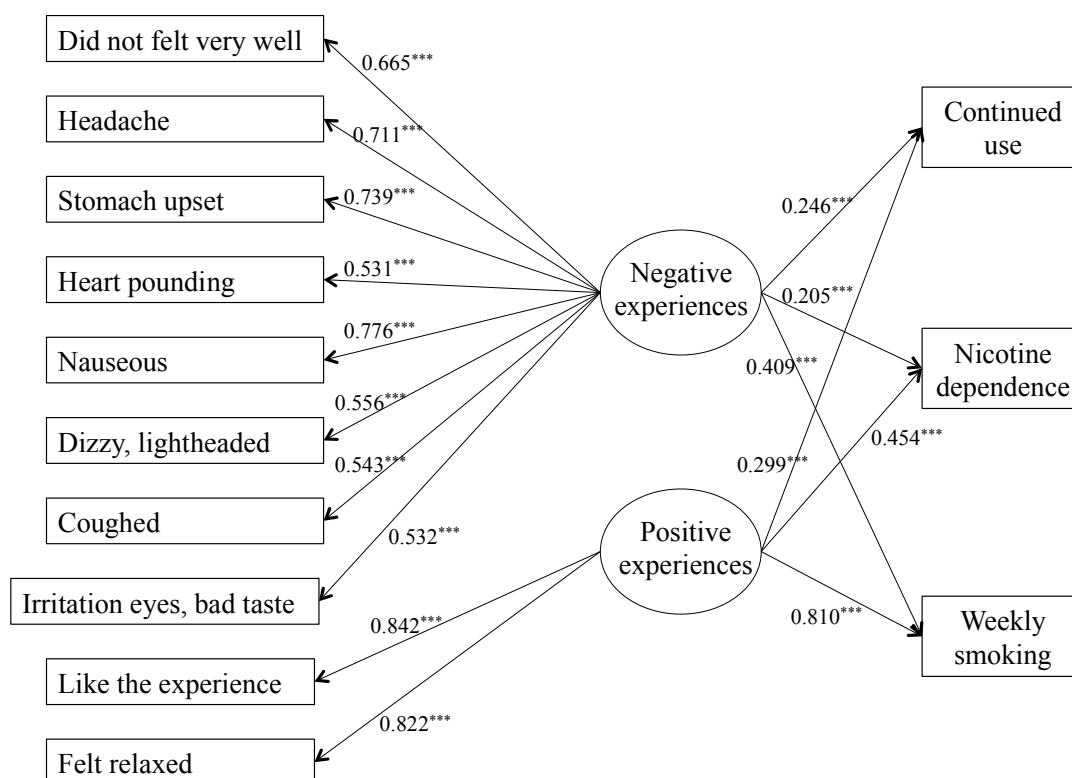 Did not felt very well
0.665***
Headache
0.711***
Stomach upset
0.739***
Heart pounding
0.531***
Nauseous
0.776***
Dizzy, lightheaded
0.556***
Coughed
0.543***
Irritation eyes, bad taste
0.532***
Like the experience
0.842***
Felt relaxed
0.822***
Negative
experiences
Positive
experiences
0.246***
0.205***
0.409***
0.299***
0.454***
0.810***
Continued
use
Nicotine
dependence
Weekly
smoking